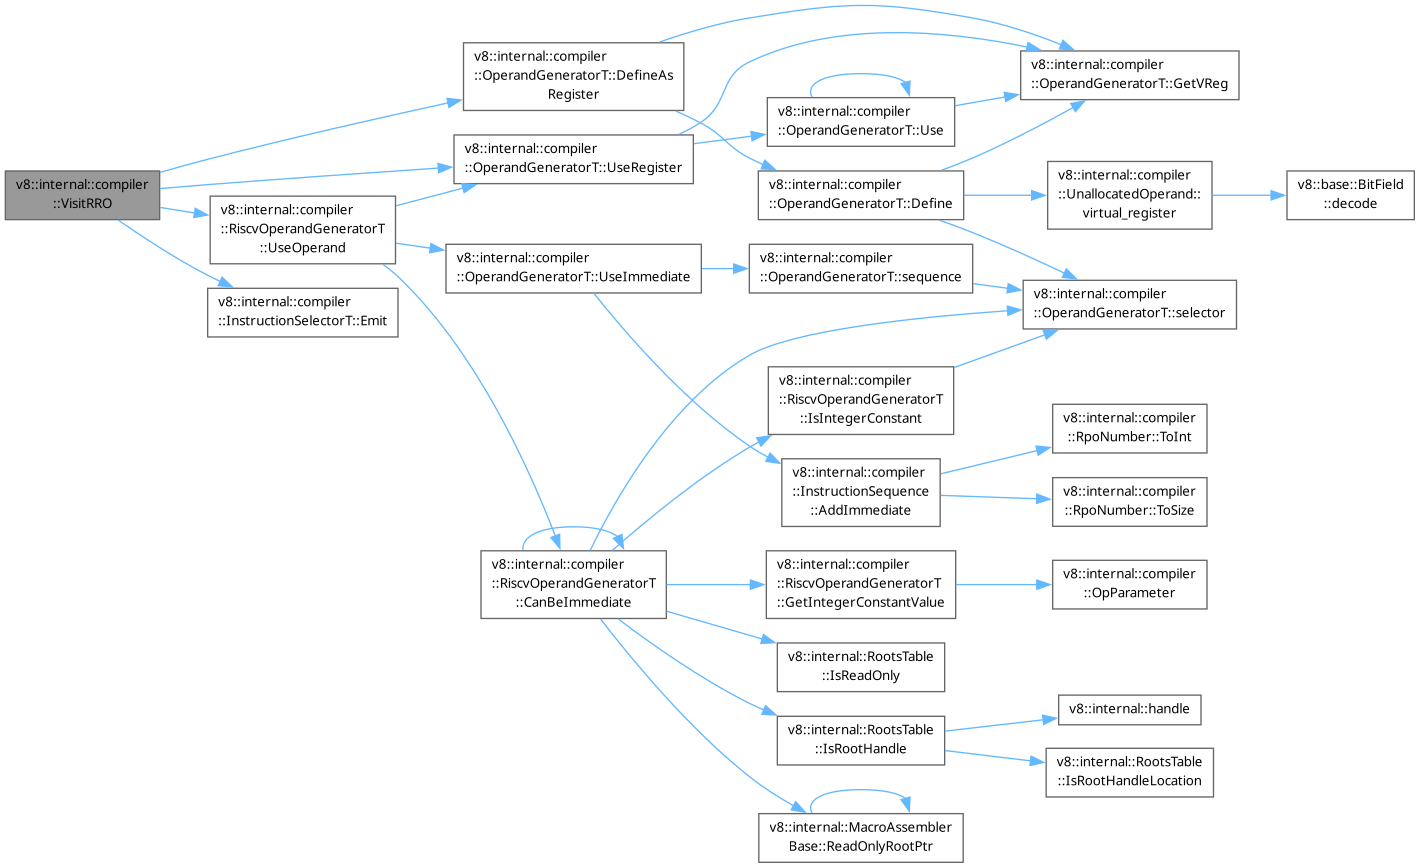 v8::internal::compiler
::VisitRRO
v8::internal::compiler
::OperandGeneratorT::DefineAs
Register
v8::internal::compiler
::OperandGeneratorT::UseRegister
v8::internal::compiler
::RiscvOperandGeneratorT
::UseOperand
v8::internal::compiler
::InstructionSelectorT::Emit
v8::internal::compiler
::OperandGeneratorT::UseImmediate
v8::internal::compiler
::RiscvOperandGeneratorT
::CanBeImmediate
v8::internal::compiler
::OperandGeneratorT::Use
v8::internal::compiler
::OperandGeneratorT::Define
v8::internal::compiler
::OperandGeneratorT::sequence
v8::internal::compiler
::RiscvOperandGeneratorT
::IsIntegerConstant
v8::internal::compiler
::InstructionSequence
::AddImmediate
v8::internal::compiler
::RiscvOperandGeneratorT
::GetIntegerConstantValue
v8::internal::RootsTable
::IsReadOnly
v8::internal::RootsTable
::IsRootHandle
v8::internal::MacroAssembler
Base::ReadOnlyRootPtr
v8::internal::compiler
::OperandGeneratorT::GetVReg
v8::internal::compiler
::UnallocatedOperand::
virtual_register
v8::internal::compiler
::OperandGeneratorT::selector
v8::internal::compiler
::RpoNumber::ToInt
v8::internal::compiler
::RpoNumber::ToSize
v8::internal::compiler
::OpParameter
v8::internal::handle
v8::internal::RootsTable
::IsRootHandleLocation
v8::base::BitField
::decode